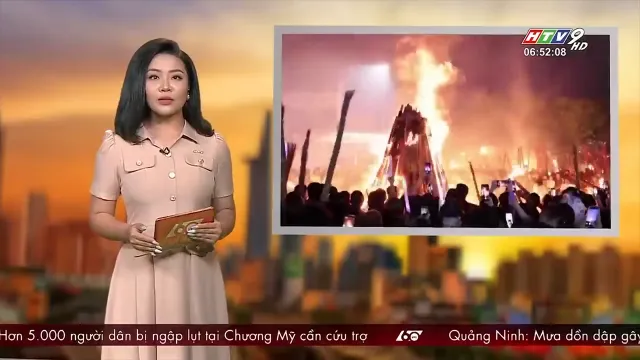 HTV9 HD
06:52:08
Hơn 5.000 người dân bị ngập lụt tại Chương Mỹ cần cứu trợ
60
Quảng Ninh: Mưa dồn dập gây